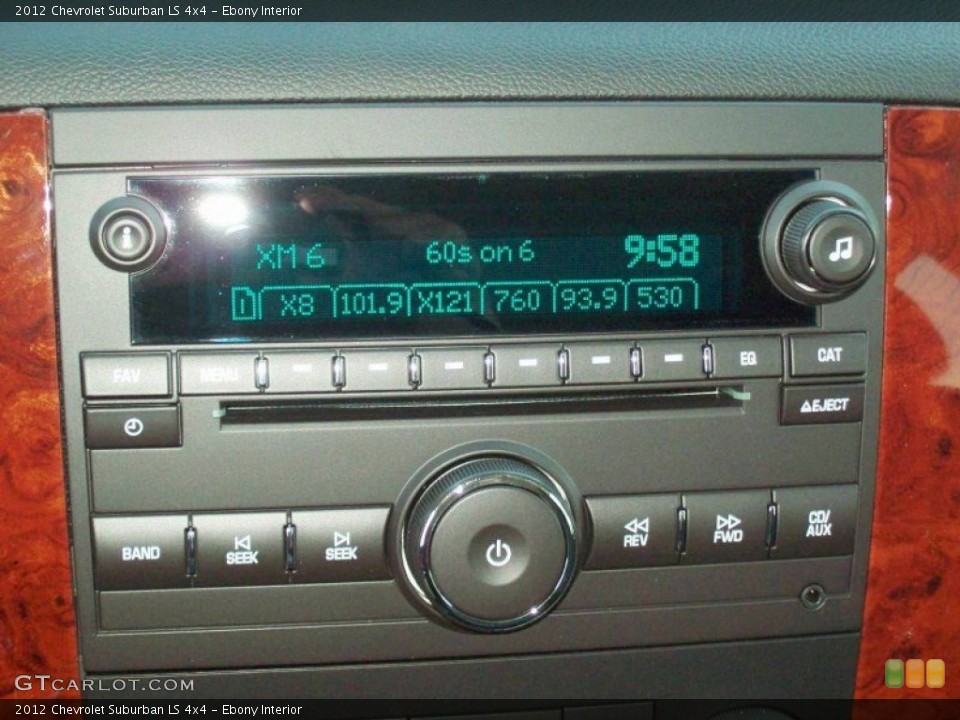 2012 Chevrolet Suburban LS 4x4 - Ebony Interior
XM 6 60s on 6 9:58
1 X8 101.9 X121 760 93.9 530
FAV MENU EQ CAT
EJECT
BAND SEEK SEEK REV FWD CD/AUX
GTCARLOT.COM
2012 Chevrolet Suburban LS 4x4 - Ebony Interior